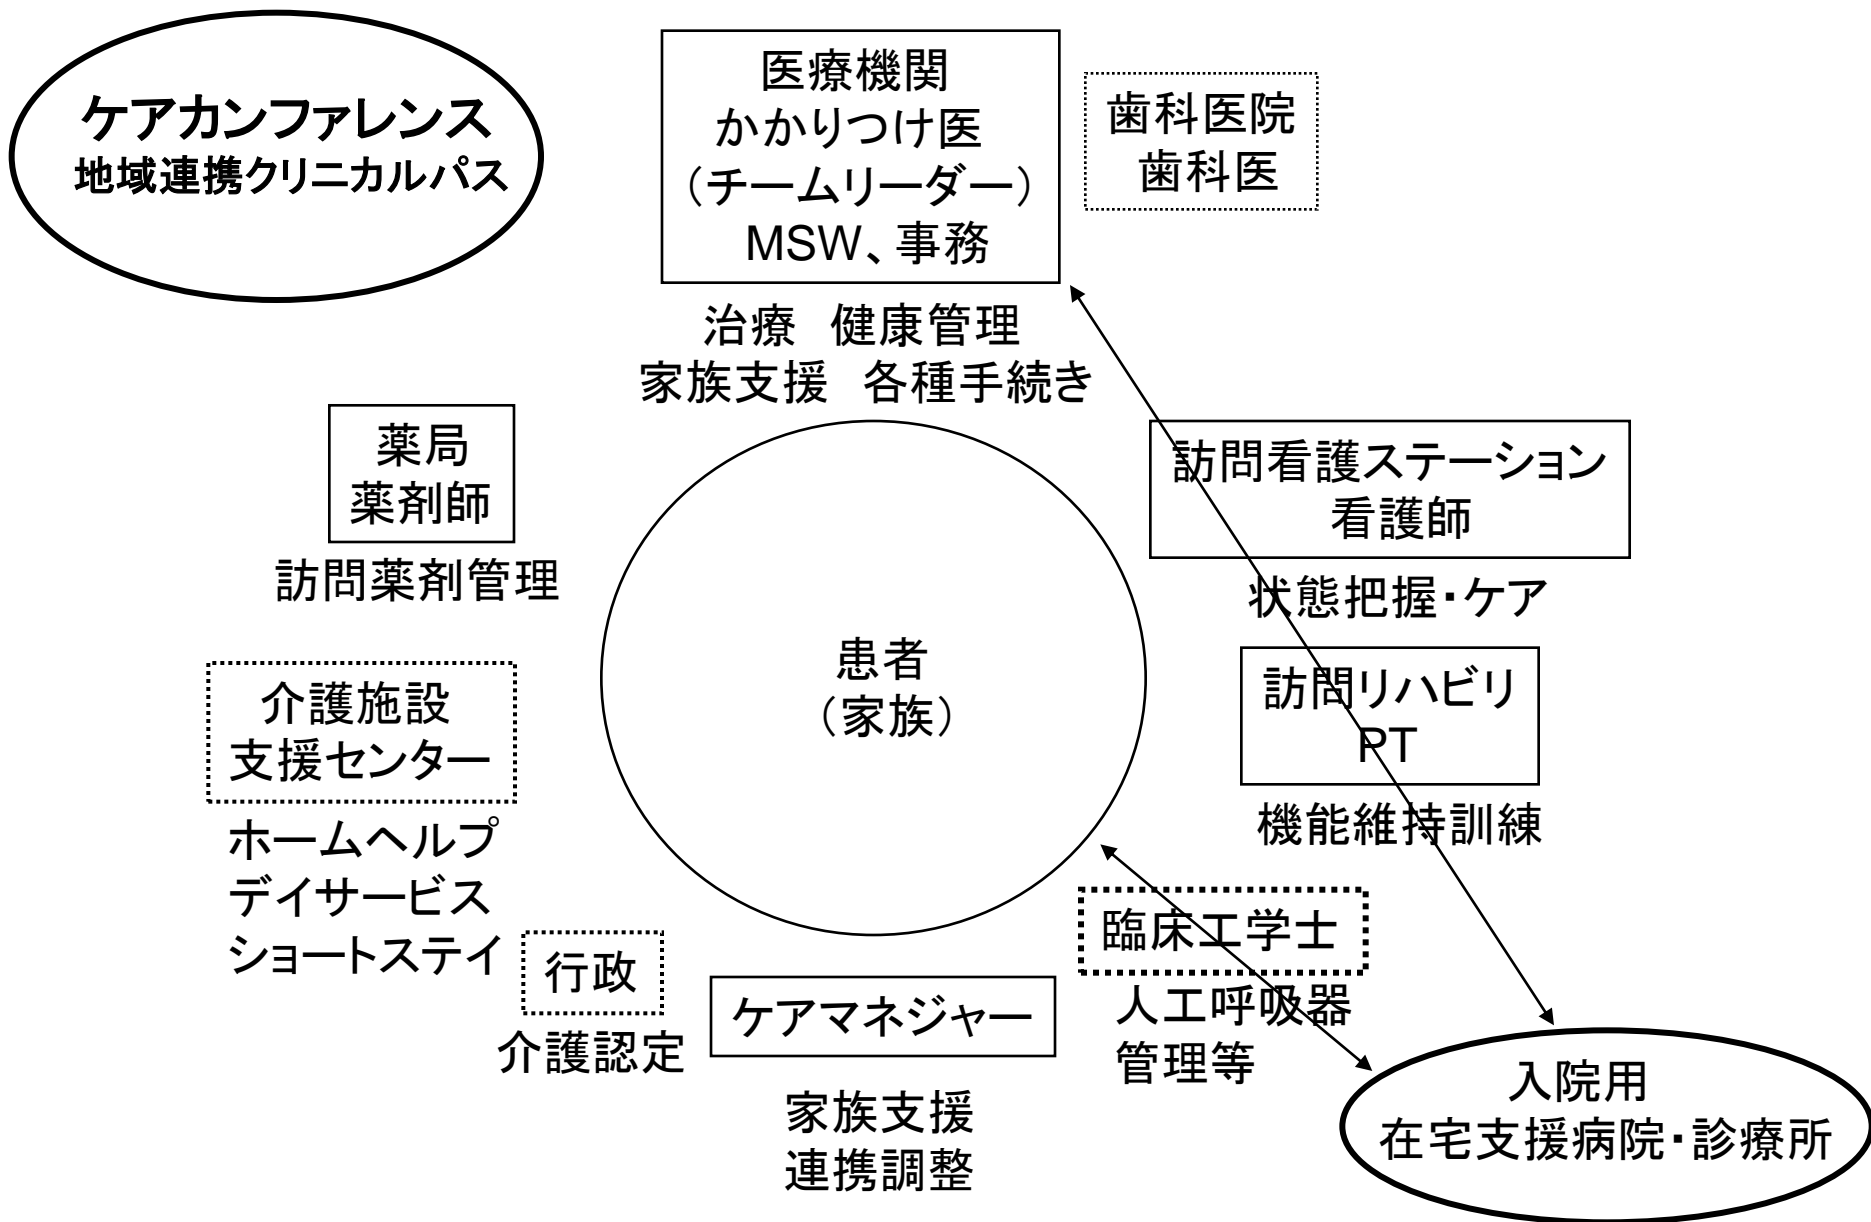 ケアカンファレンス
地域連携クリニカルパス
医療機関
かかりつけ医
(チームリーダー)
MSW、事務
治療　健康管理
家族支援　各種手続き
歯科医院
歯科医
薬局
薬剤師
訪問薬剤管理
訪問看護ステーション
看護師
状態把握・ケア
患者
(家族)
訪問リハビリ
PT
機能維持訓練
介護施設
支援センター
ホームヘルプ
デイサービス
ショートステイ
行政
介護認定
ケアマネジャー
家族支援
連携調整
臨床工学士
人工呼吸器
管理等
入院用
在宅支援病院・診療所